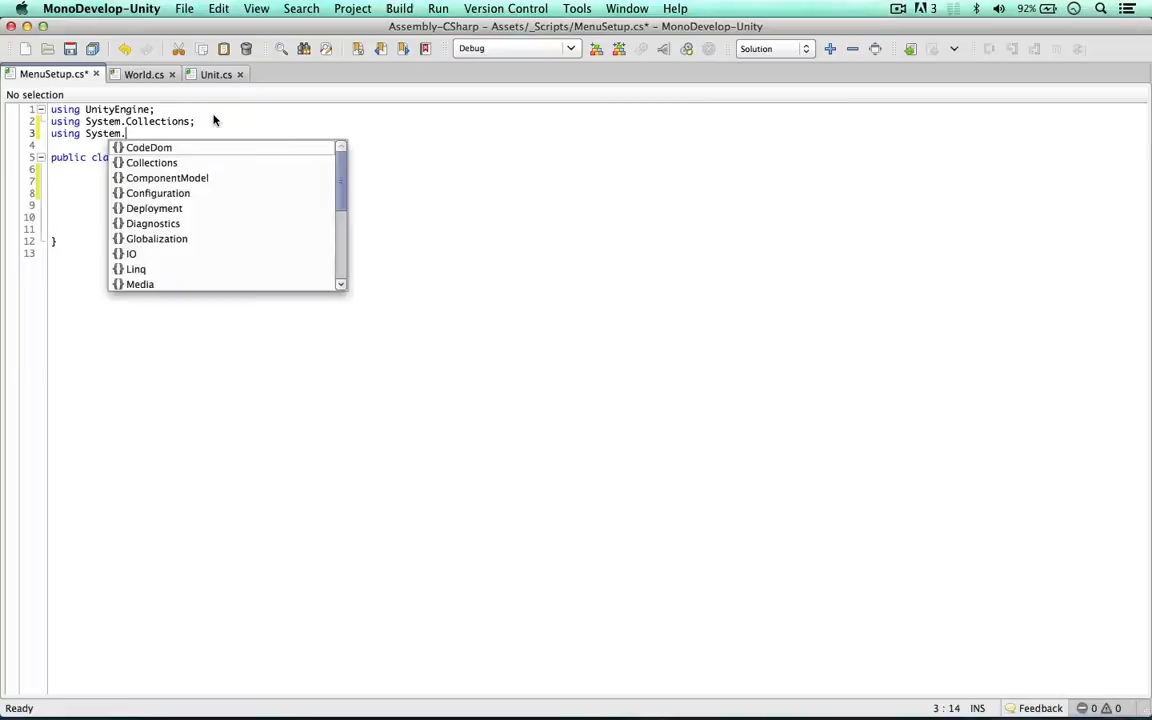 MonoDevelop-Unity File Edit View Search Project Build Run Version Control Tools Window Help 3 92%
Assembly-CSharp - Assets/_Scripts/MenuSetup.cs* - MonoDevelop-Unity
Debug Solution
MenuSetup.cs* × World.cs × Unit.cs ×
No selection
1 using UnityEngine;
2 using System.Collections;
3 using System.
4
5 public cla
6
7
8
9
10
11
12 }
13
{} CodeDom
{} Collections
{} ComponentModel
{} Configuration
{} Deployment
{} Diagnostics
{} Globalization
{} IO
{} Linq
{} Media
Ready 3 : 14 INS Feedback 0 0